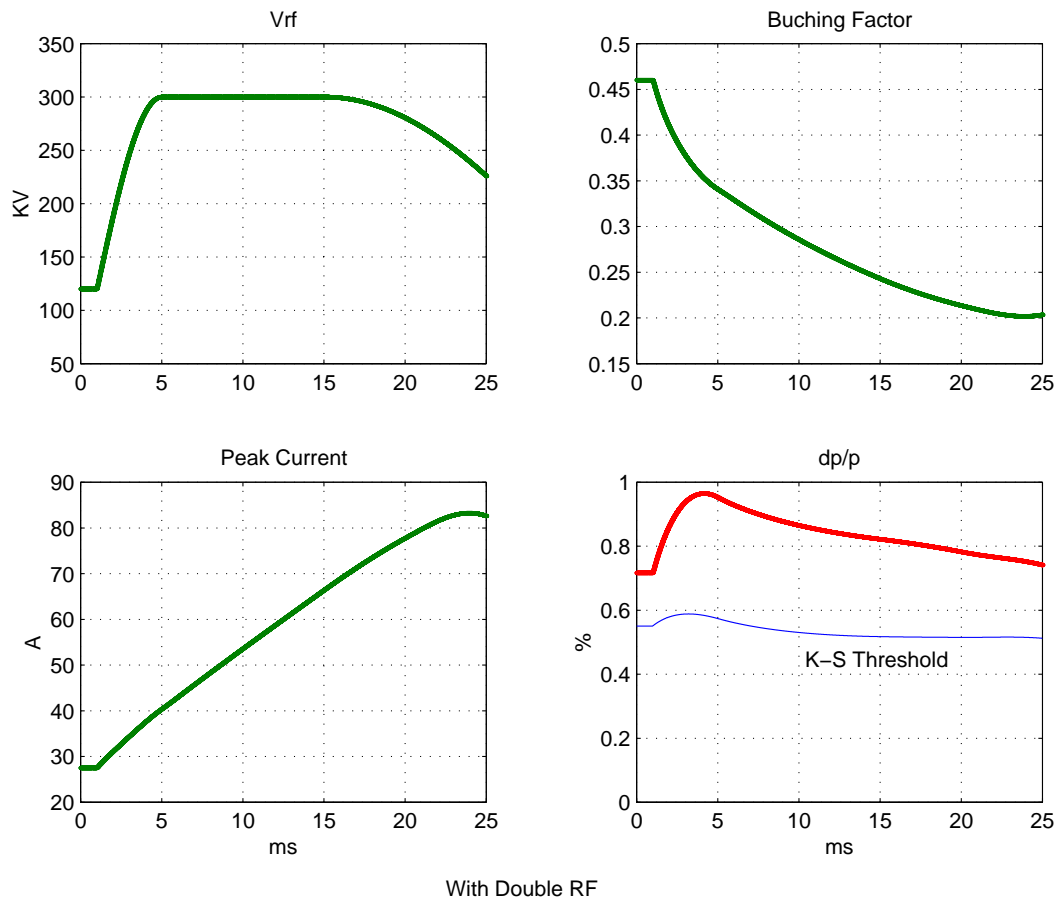 Vrf
350
300
250
200
150
100
50
KV
0 5 10 15 20 25
Buching Factor
0.5
0.45
0.4
0.35
0.3
0.25
0.2
0.15
0 5 10 15 20 25
Peak Current
90
80
70
60
50
40
30
20
A
0 5 10 15 20 25
ms
dp/p
1
0.8
0.6
0.4
0.2
0
%
K−S Threshold
0 5 10 15 20 25
ms
With Double RF